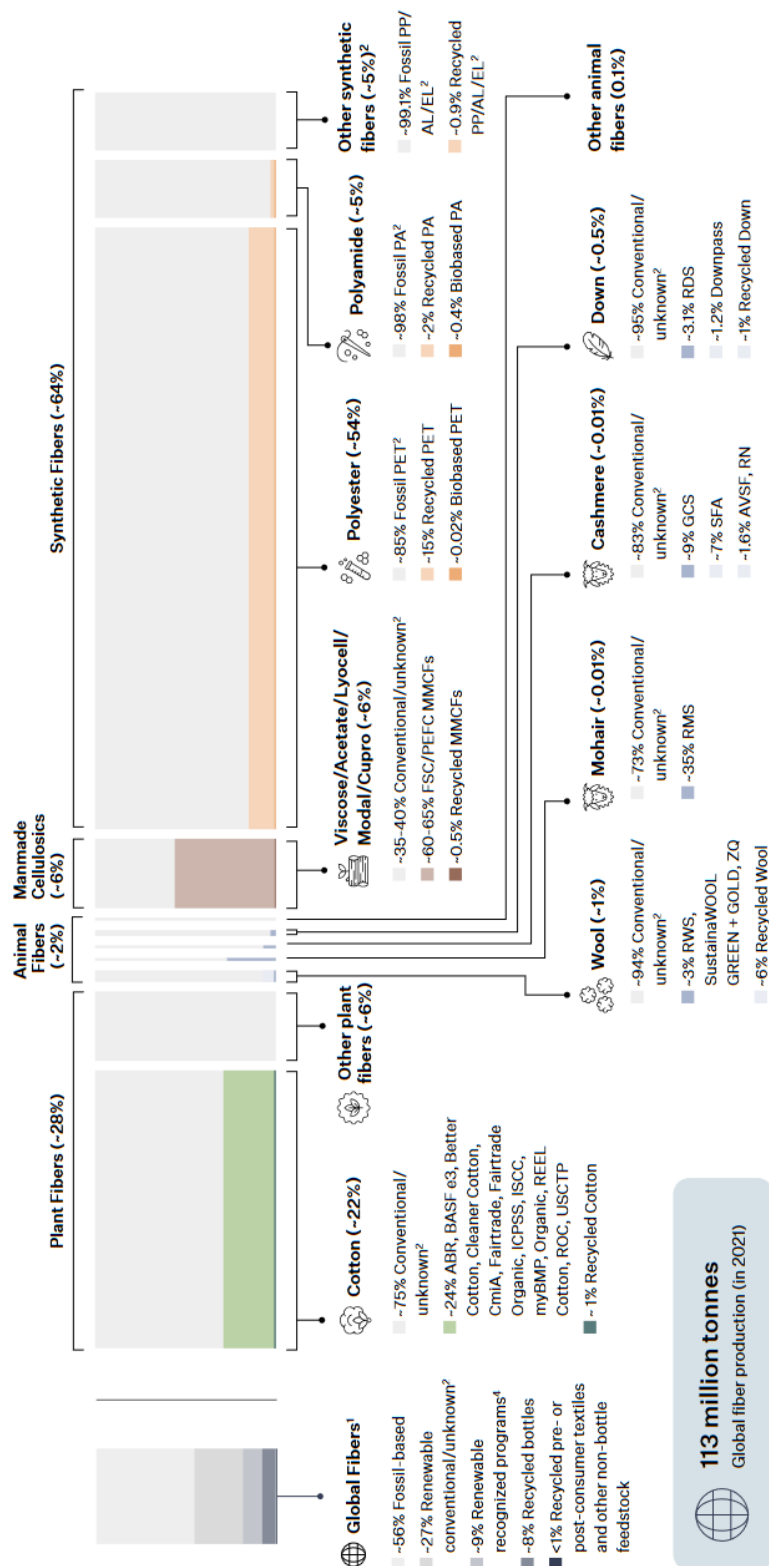 Plant Fibers (~28%)
Animal
Fibers
(~2%)
Manmade
Cellulosics
(~6%)
Synthetic Fibers (~64%)
Global Fibers¹
~56% Fossil-based
~27% Renewable
conventional/unknown²
~9% Renewable
recognized programs⁴
~8% Recycled bottles
<1% Recycled pre- or
post-consumer textiles
and other non-bottle
feedstock
Cotton (~22%)
~75% Conventional/
unknown²
~24% ABR, BASF e3, Better
Cotton, Cleaner Cotton,
CmiA, Fairtrade, Fairtrade
Organic, ICPSS, ISCC,
myBMP, Organic, REEL
Cotton, ROC, USCTP
~1% Recycled Cotton
Other plant
fibers (~6%)
Viscose/Acetate/Lyocell/
Modal/Cupro (~6%)
~35-40% Conventional/unknown²
~60-65% FSC/PEFC MMCFs
~0.5% Recycled MMCFs
Polyester (~54%)
~85% Fossil PET²
~15% Recycled PET
~0.02% Biobased PET
Polyamide (~5%)
~98% Fossil PA²
~2% Recycled PA
~0.4% Biobased PA
Other synthetic
fibers (~5%)²
~99.1% Fossil PP/
AL/EL²
~0.9% Recycled
PP/AL/EL²
Wool (~1%)
~94% Conventional/
unknown²
~3% RWS,
SustainaWOOL
GREEN + GOLD, ZQ
~6% Recycled Wool
Mohair (~0.01%)
~73% Conventional/
unknown²
~35% RMS
Cashmere (~0.01%)
~83% Conventional/
unknown²
~9% GCS
~7% SFA
~1.6% AVSF, RN
Down (~0.5%)
~95% Conventional/
unknown²
~3.1% RDS
~1.2% Downpass
~1% Recycled Down
Other animal
fibers (0.1%)
113 million tonnes
Global fiber production (in 2021)